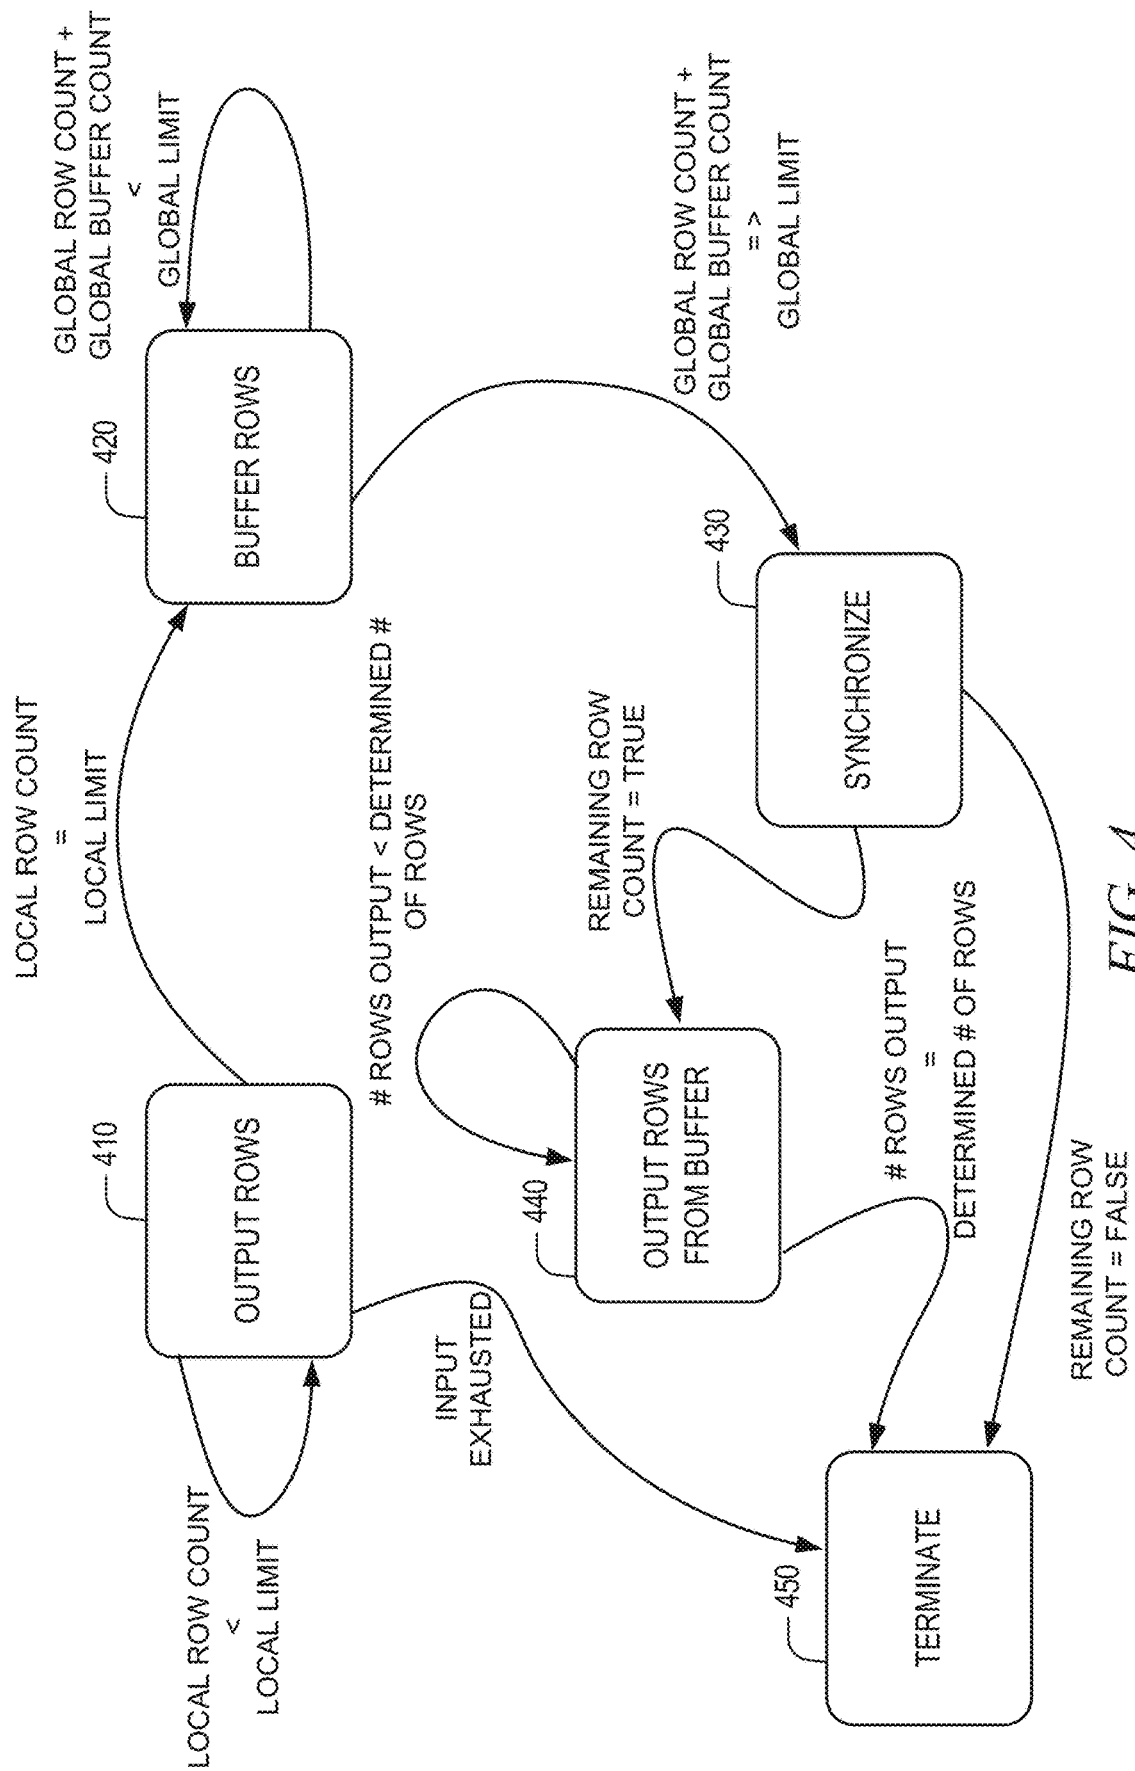 LOCAL ROW COUNT
=
LOCAL LIMIT
GLOBAL ROW COUNT +
GLOBAL BUFFER COUNT
<
GLOBAL LIMIT
LOCAL ROW COUNT
<
LOCAL LIMIT
410
OUTPUT ROWS
420
BUFFER ROWS
# ROWS OUTPUT < DETERMINED #
OF ROWS
INPUT
EXHAUSTED
440
OUTPUT ROWS
FROM BUFFER
REMAINING ROW
COUNT = TRUE
430
SYNCHRONIZE
GLOBAL ROW COUNT +
GLOBAL BUFFER COUNT
= >
GLOBAL LIMIT
450
TERMINATE
# ROWS OUTPUT
=
DETERMINED # OF ROWS
REMAINING ROW
COUNT = FALSE
FIG. 4